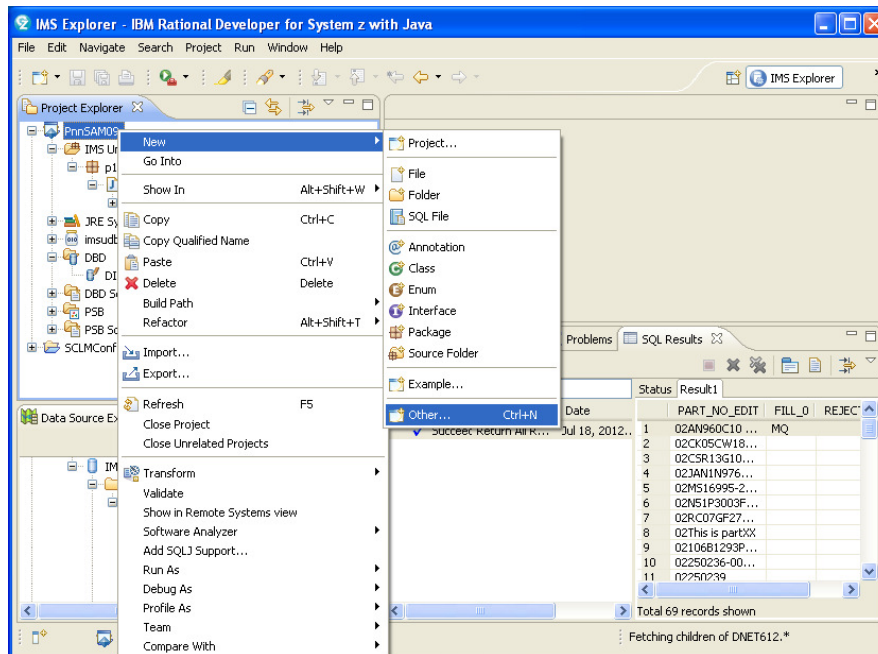 IMS Explorer - IBM Rational Developer for System z with Java
File Edit Navigate Search Project Run Window Help
IMS Explorer
Project Explorer
PnnSAM09
IMS Un
p1
J
JRE Sy
imsudb
DBD
DI
DBD So
PSB
PSB So
SCLMConf
Data Source Ex
IM
New
Go Into
Show In Alt+Shift+W
Copy Ctrl+C
Copy Qualified Name
Paste Ctrl+V
Delete Delete
Build Path
Refactor Alt+Shift+T
Import...
Export...
Refresh F5
Close Project
Close Unrelated Projects
Transform
Validate
Show in Remote Systems view
Software Analyzer
Add SQLJ Support...
Run As
Debug As
Profile As
Team
Compare With
Project...
File
Folder
SQL File
Annotation
Class
Enum
Interface
Package
Source Folder
Example...
Other... Ctrl+N
Problems SQL Results
Date
Succeec Return All R... Jul 18, 2012..
Status Result1
PART_NO_EDIT FILL_0 REJEC
1 02AN960C10 ... MQ
2 02CK05CW18...
3 02CSR13G10...
4 02JAN1N976...
5 02MS16995-2...
6 02N51P3003F...
7 02RC07GF27...
8 02This is partXX
9 02106B1293P...
10 02250236-00...
11 02250239
Total 69 records shown
Fetching children of DNET612.*